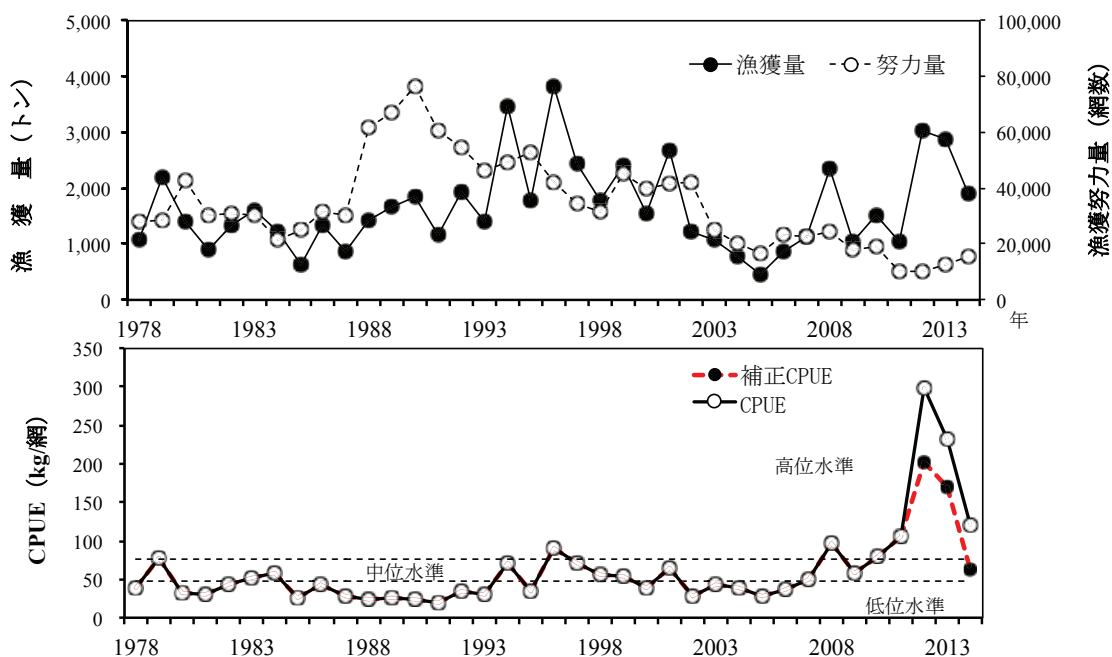 漁 獲 量 (トン)
5,000
4,000
3,000
2,000
1,000
0
漁獲量 努力量
100,000
80,000
60,000
40,000
20,000
0
漁獲努力量 (網数)
1978 1983 1988 1993 1998 2003 2008 2013 年
CPUE (kg/網)
350
300
250
200
150
100
50
0
補正CPUE
CPUE
高位水準
中位水準
低位水準
1978 1983 1988 1993 1998 2003 2008 2013